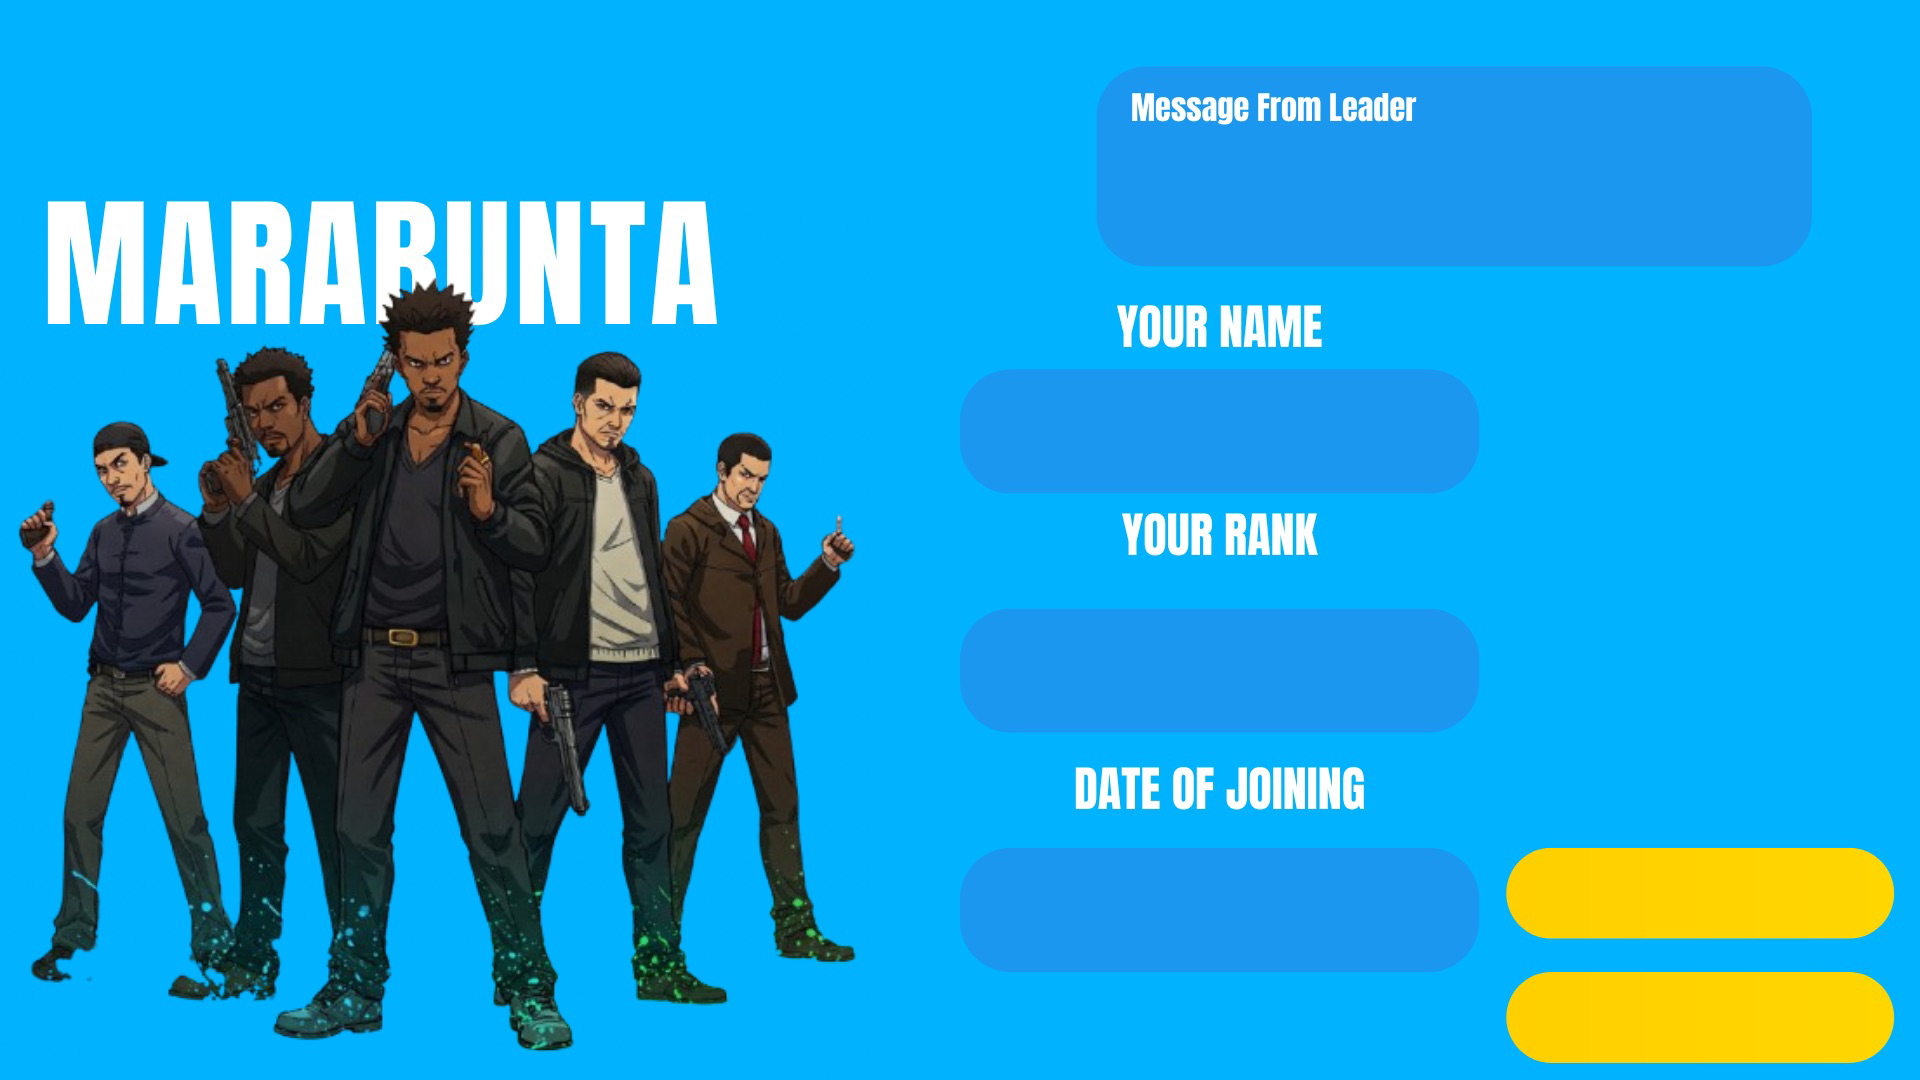 MARABUNTA
Message From Leader
YOUR NAME
YOUR RANK
DATE OF JOINING